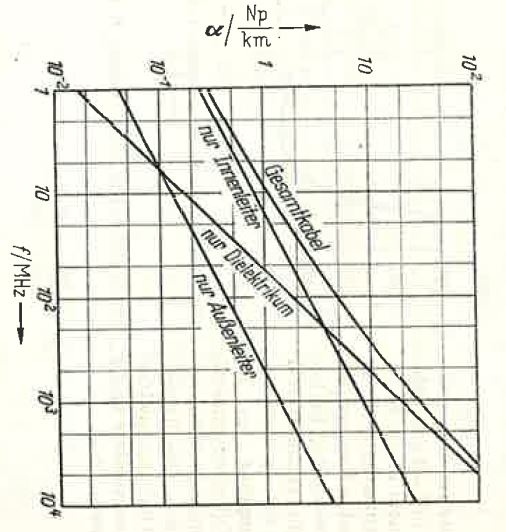 α/ Np/km →
10⁻² 10⁻¹ 1 10 10²
1 10 10² 10³ 10⁴
f/MHz →
Gesamtkabel
nur Innenleiter
nur Dielektrikum
nur Außenleiter